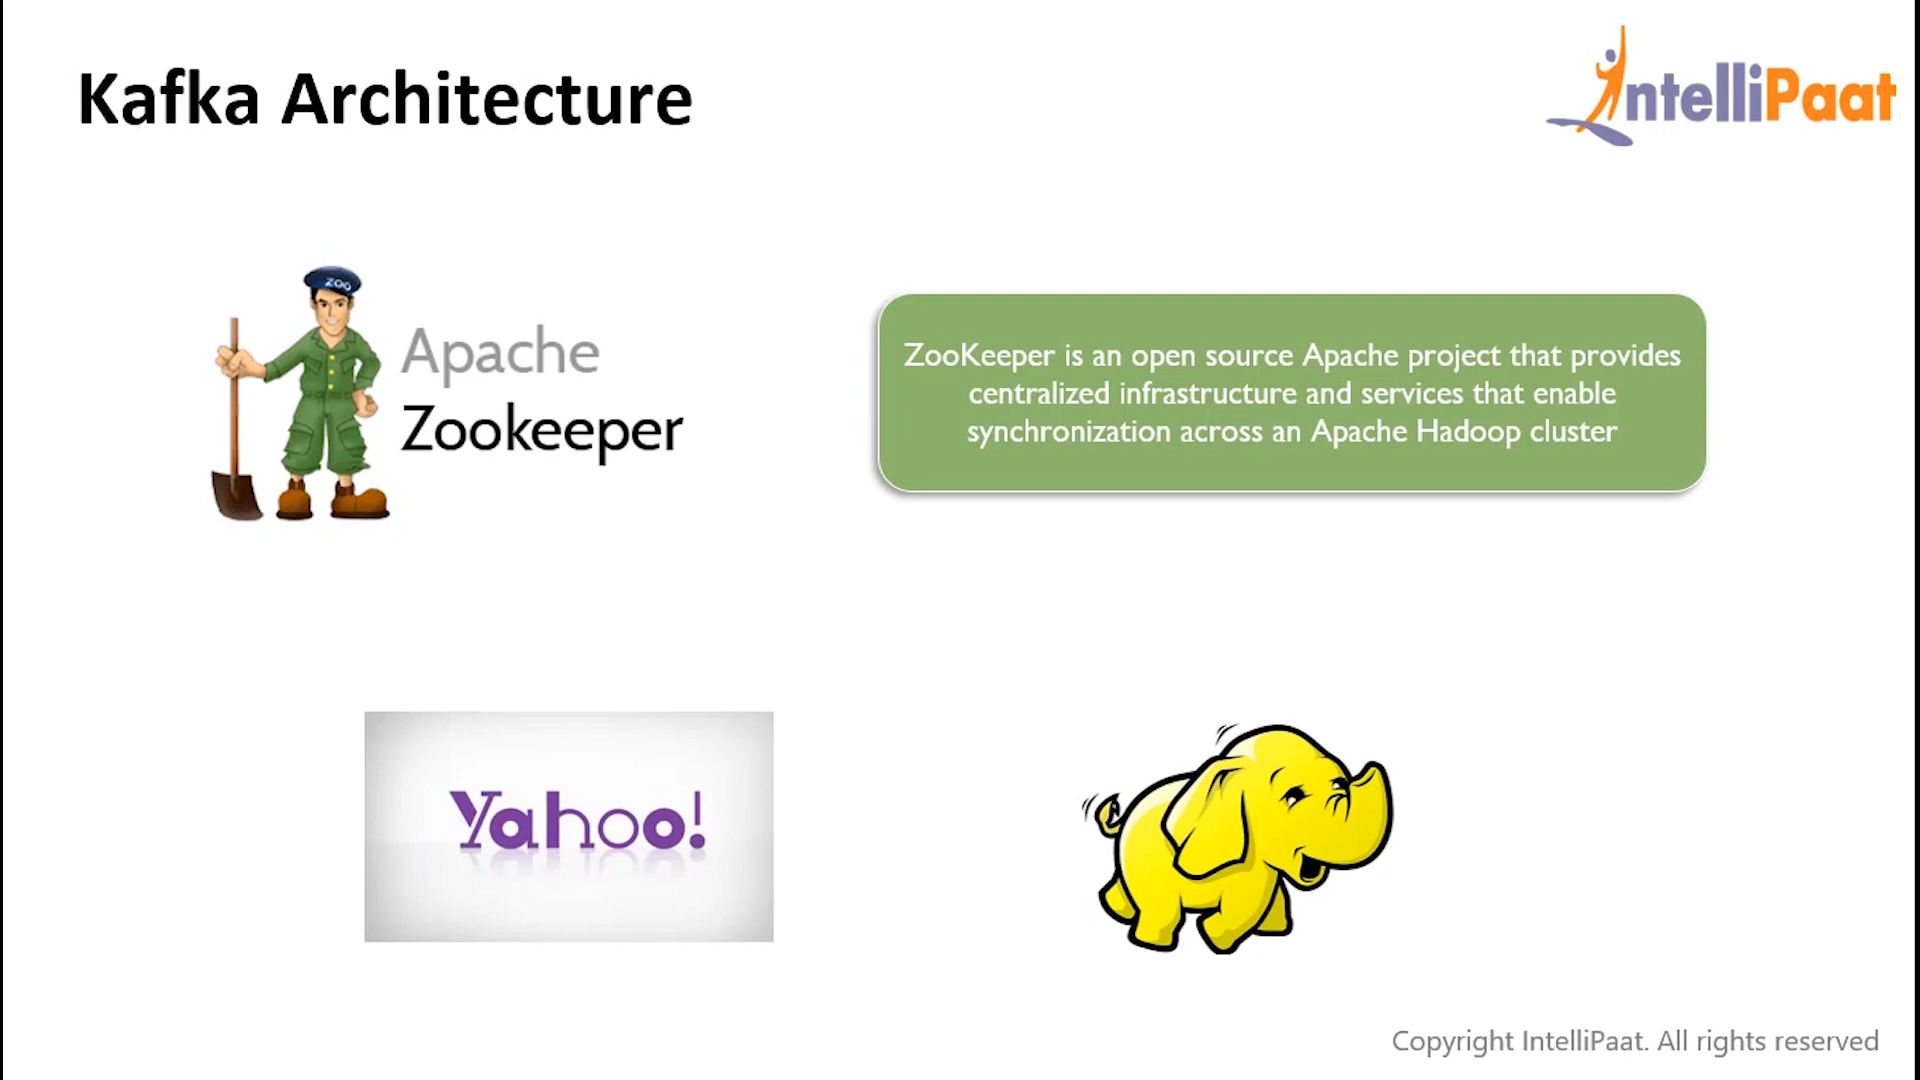 Kafka Architecture
IntelliPaat
ZOO
Apache
Zookeeper
ZooKeeper is an open source Apache project that provides
centralized infrastructure and services that enable
synchronization across an Apache Hadoop cluster
Yahoo!
Copyright IntelliPaat. All rights reserved